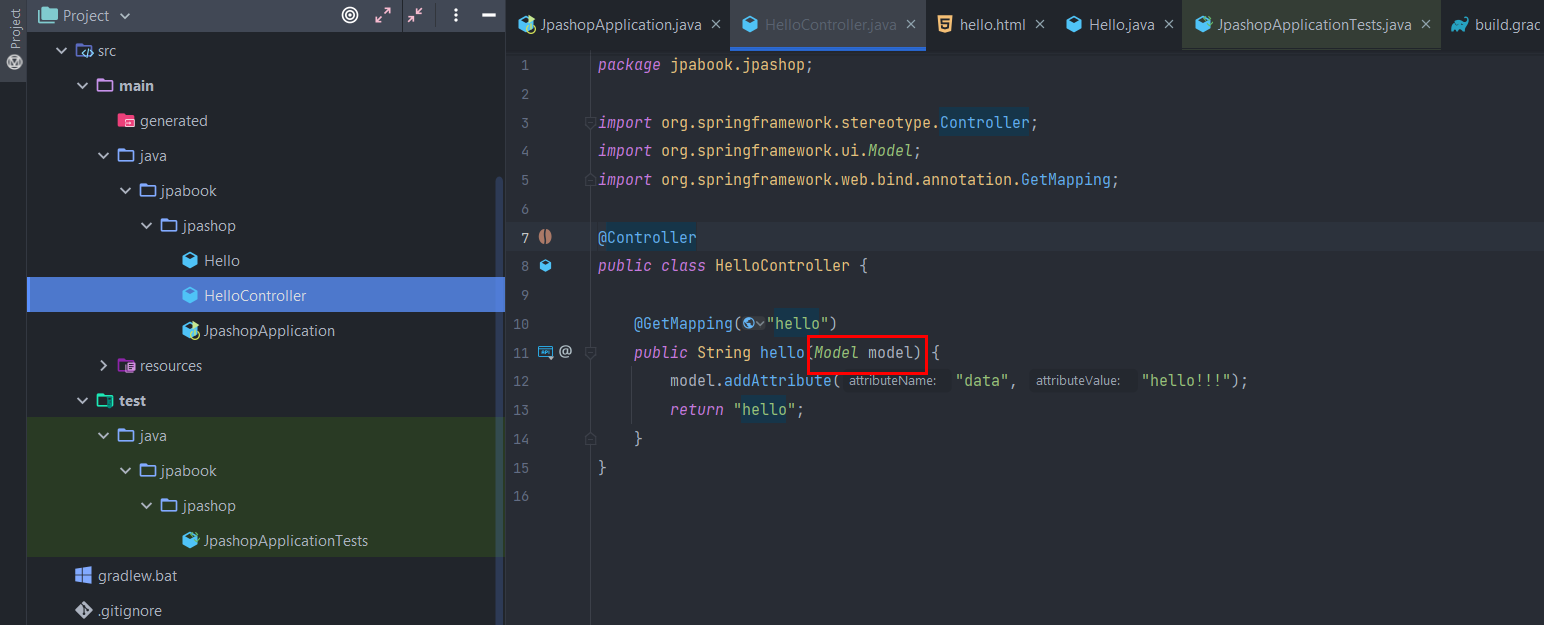 Project
Project
src
main
generated
java
jpabook
jpashop
Hello
HelloController
JpashopApplication
resources
test
java
jpabook
jpashop
JpashopApplicationTests
gradlew.bat
.gitignore
JpashopApplication.java
HelloController.java
hello.html
Hello.java
JpashopApplicationTests.java
build.grac
1 package jpabook.jpashop;
2
3 import org.springframework.stereotype.Controller;
4 import org.springframework.ui.Model;
5 import org.springframework.web.bind.annotation.GetMapping;
6
7 @Controller
8 public class HelloController {
9
10 @GetMapping("hello")
11 @ public String hello(Model model) {
12 model.addAttribute( attributeName: "data", attributeValue: "hello!!!");
13 return "hello";
14 }
15 }
16